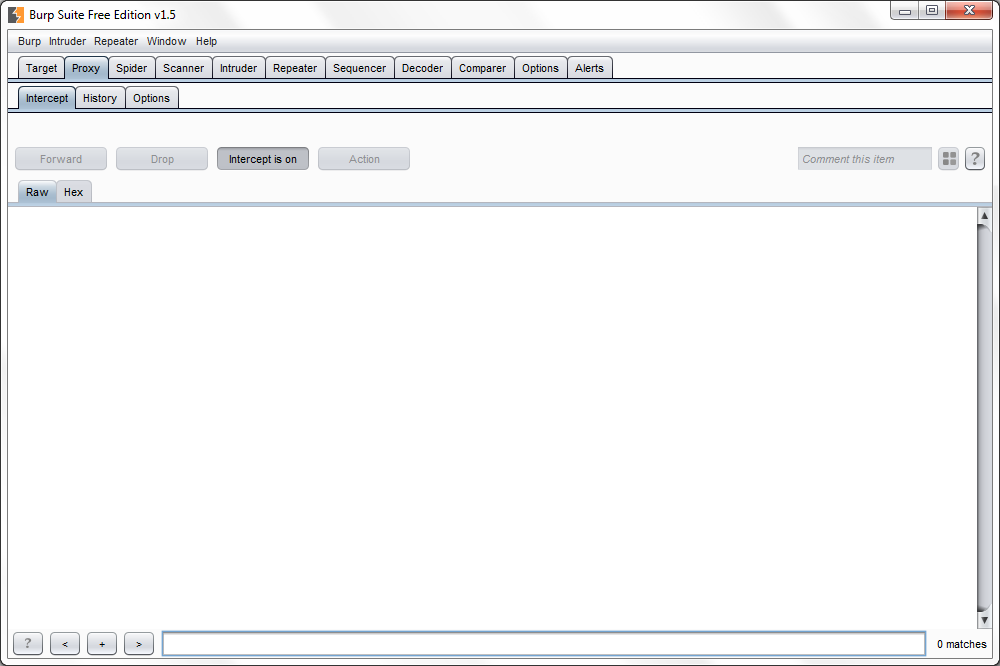 Burp Suite Free Edition v1.5
Burp Intruder Repeater Window Help
Target Proxy Spider Scanner Intruder Repeater Sequencer Decoder Comparer Options Alerts
Intercept History Options
Forward Drop Intercept is on Action Comment this item ?
Raw Hex
? < + > 0 matches